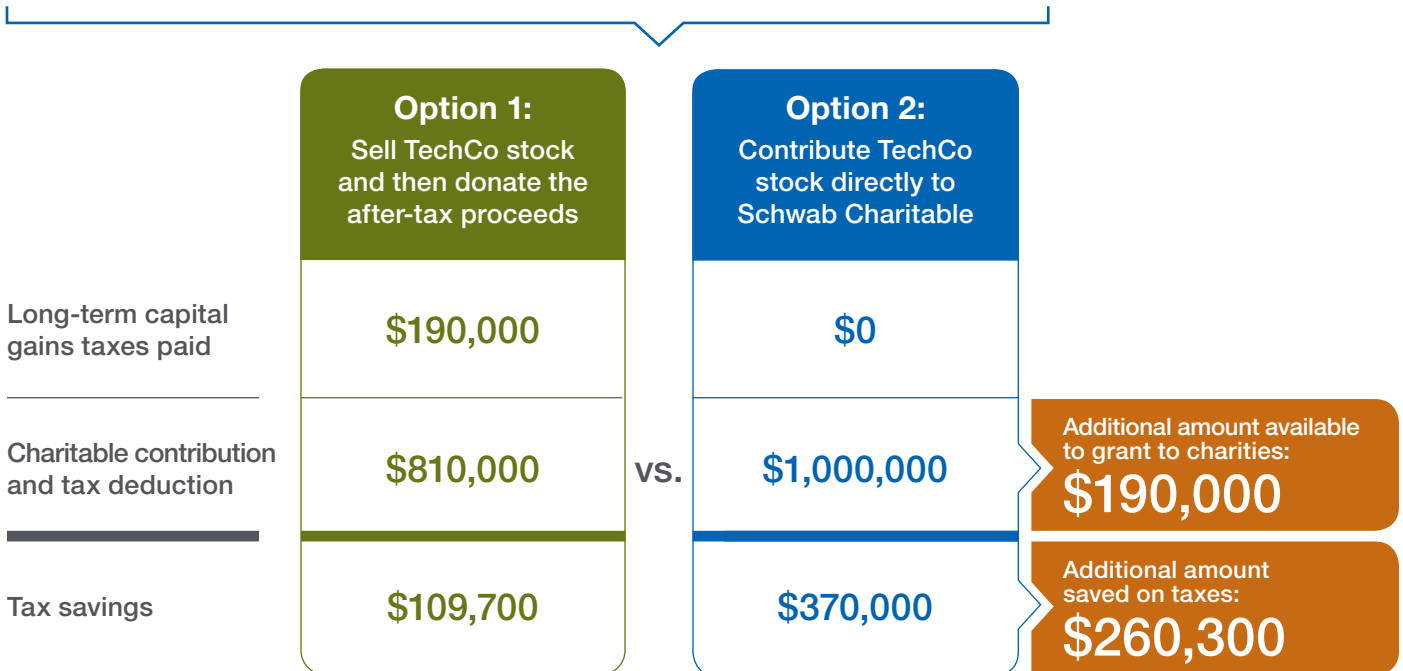 Option 1:
Sell TechCo stock
and then donate the
after-tax proceeds
Option 2:
Contribute TechCo
stock directly to
Schwab Charitable
Long-term capital
gains taxes paid
$190,000
$0
Charitable contribution
and tax deduction
$810,000
vs.
$1,000,000
Additional amount available
to grant to charities:
$190,000
Tax savings
$109,700
$370,000
Additional amount
saved on taxes:
$260,300